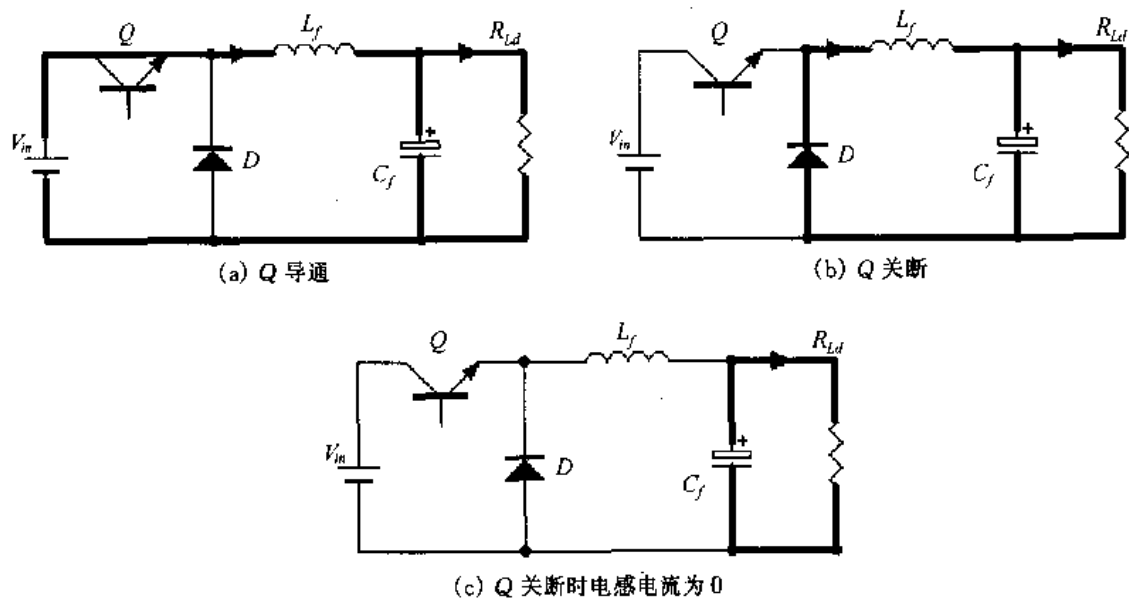 Q
L_f
R_Ld
V_in
D
C_f
+
(a) Q 导通
Q
L_f
R_Ld
V_in
D
C_f
+
(b) Q 关断
Q
L_f
R_Ld
V_in
D
C_f
+
(c) Q 关断时电感电流为 0